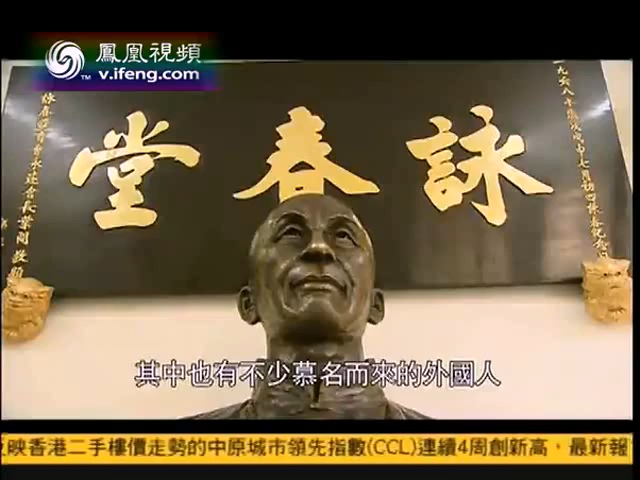 鳳凰視頻
v.ifeng.com
TM
詠春堂
其中也有不少慕名而來的外國人
反映香港二手樓價走勢的中原城市領先指數(CCL)連續4周創新高，最新報